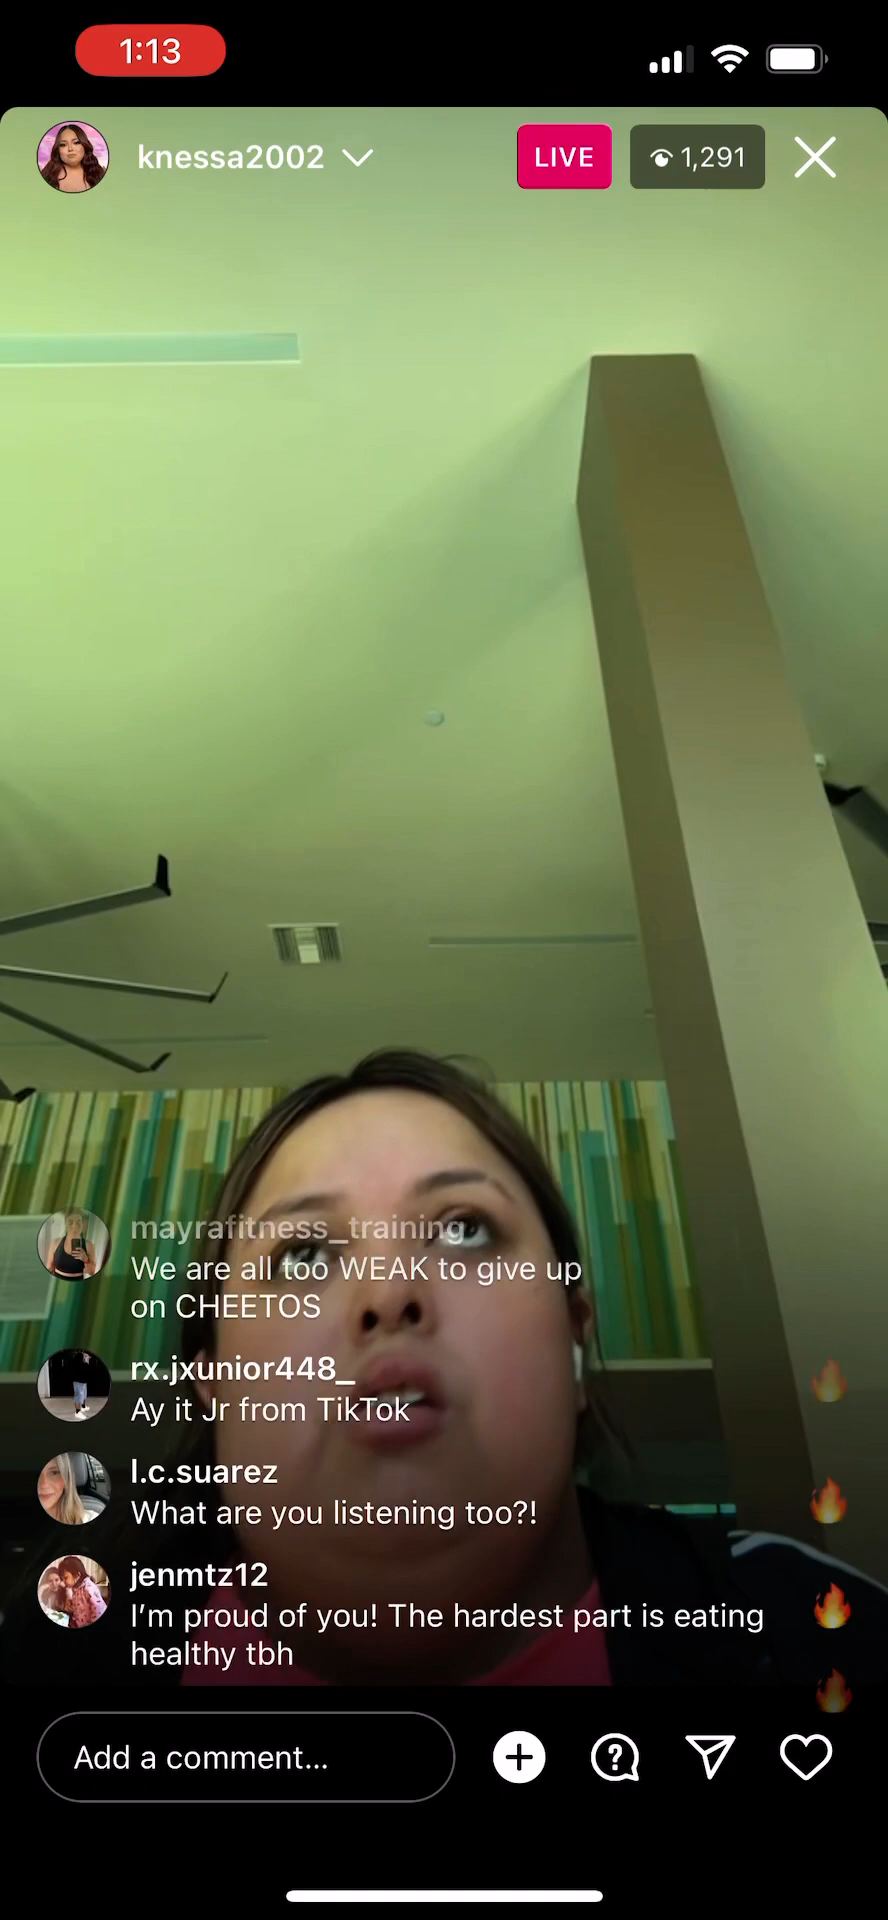 1:13
knessa2002
LIVE
1,291
mayrafitness_training
We are all too WEAK to give up
on CHEETOS
rx.jxunior448_
Ay it Jr from TikTok
l.c.suarez
What are you listening too?!
jenmtz12
I’m proud of you! The hardest part is eating
healthy tbh
Add a comment...